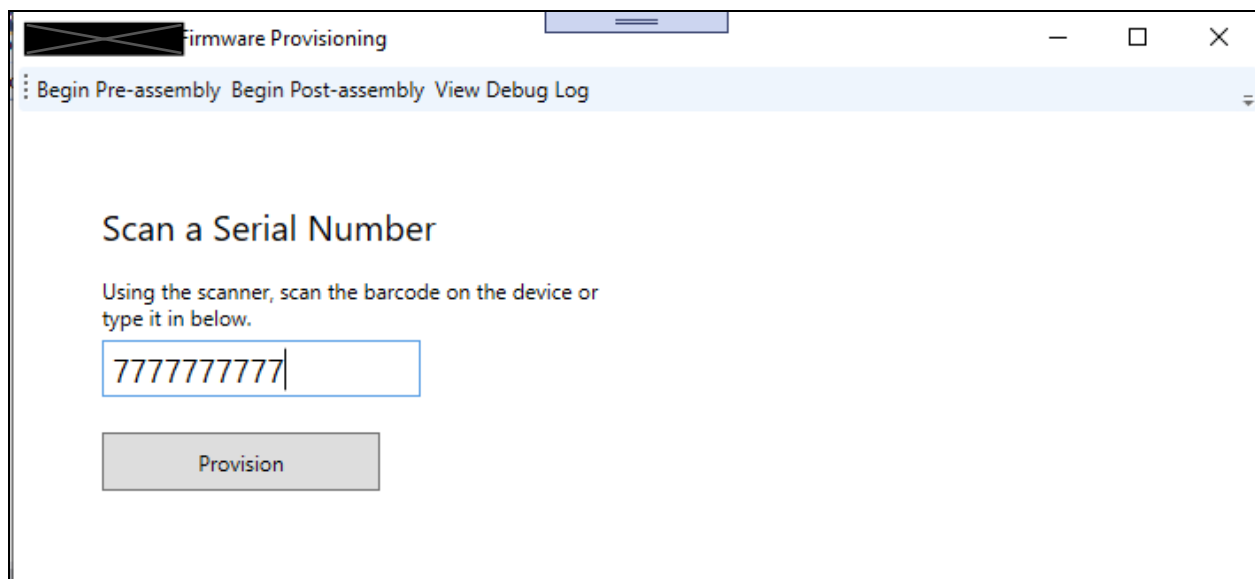 Firmware Provisioning
Begin Pre-assembly Begin Post-assembly View Debug Log
Scan a Serial Number
Using the scanner, scan the barcode on the device or
type it in below.
7777777777
Provision